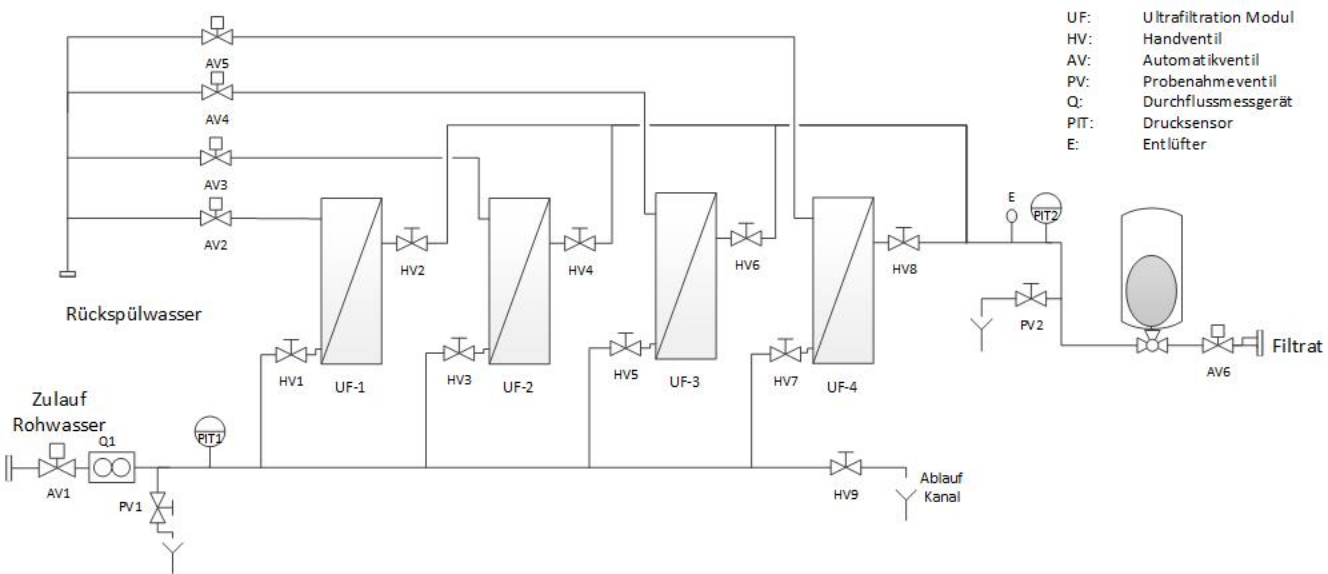 UF: Ultrafiltration Modul
HV: Handventil
AV: Automatikventil
PV: Probenahmeventil
Q: Durchflussmessgerät
PIT: Drucksensor
E: Entlüfter
AV5
AV4
AV3
AV2
Rückspülwasser
HV2
HV4
HV6
HV8
E
PIT2
PV2
AV6
Filtrat
HV1
UF-1
HV3
UF-2
HV5
UF-3
HV7
UF-4
Zulauf
Rohwasser
Q1
PIT1
AV1
PV1
HV9
Ablauf
Kanal